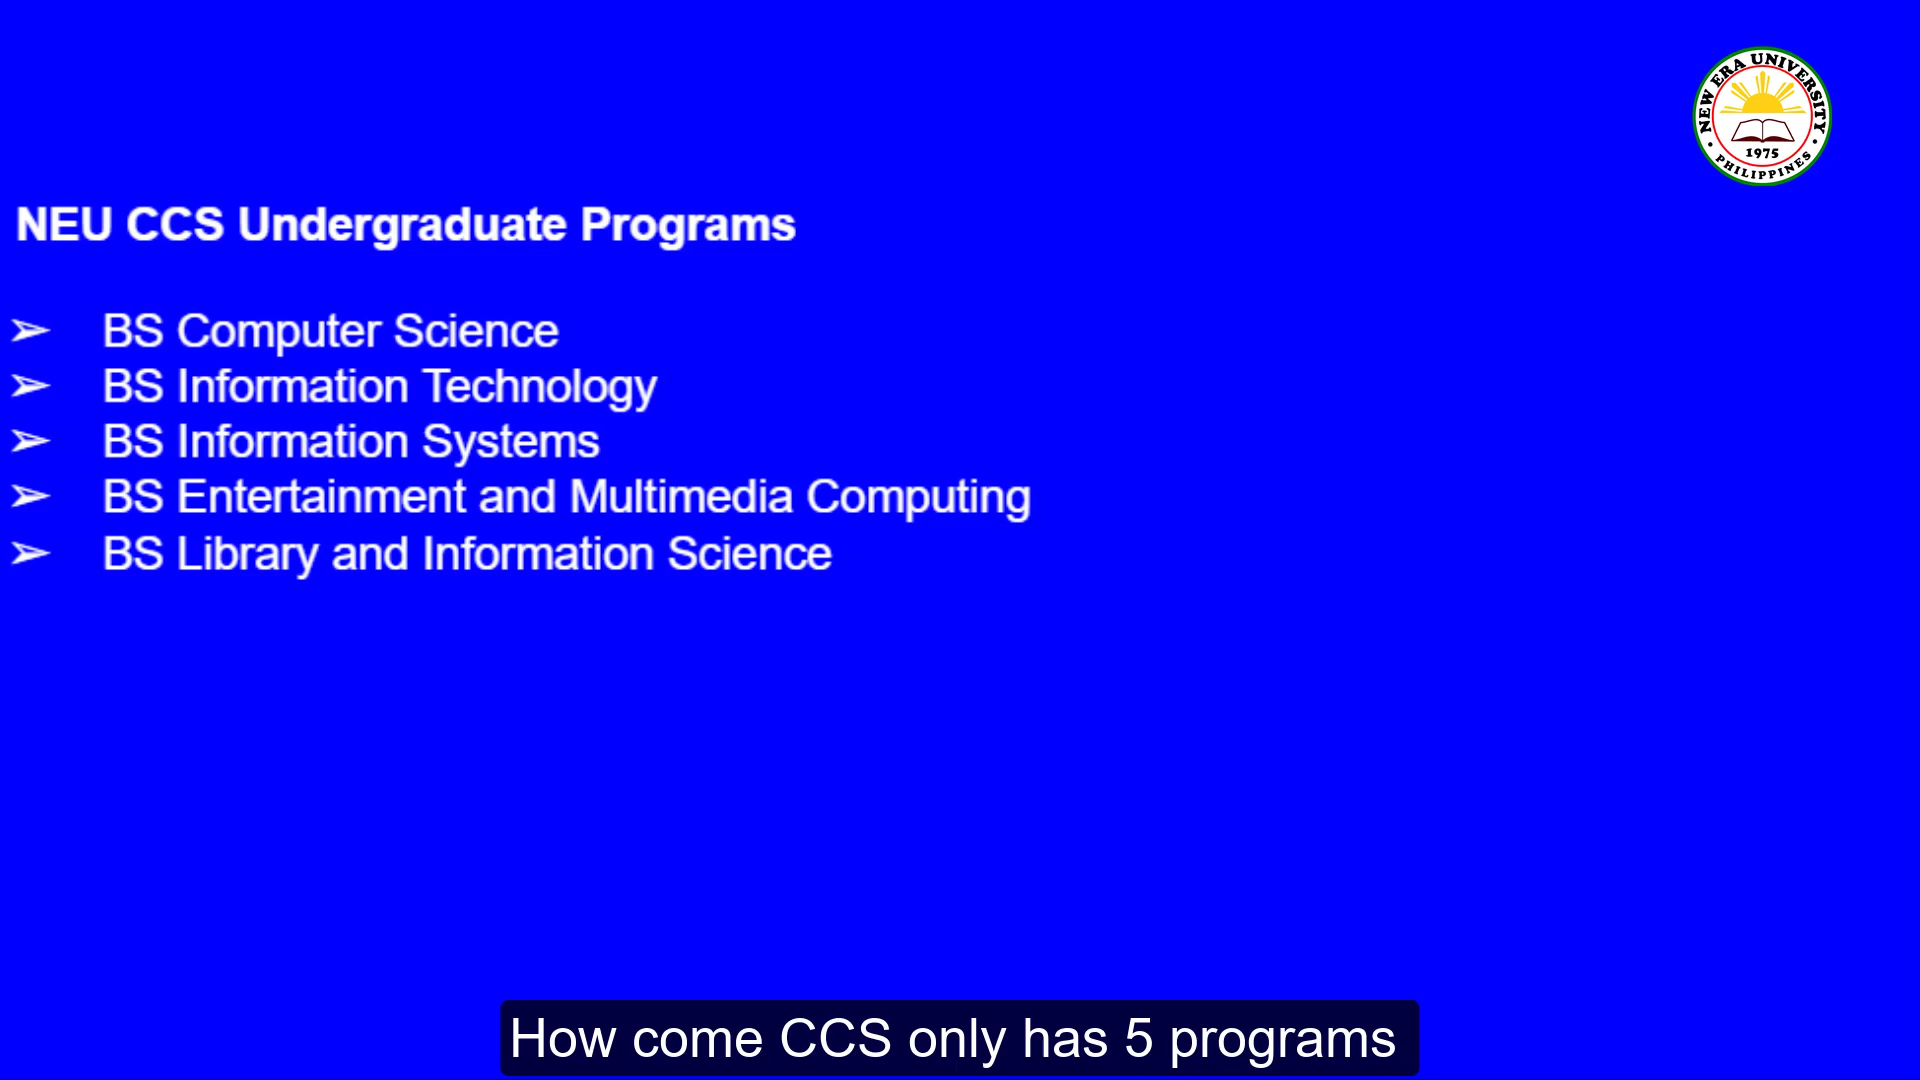 NEW ERA UNIVERSITY
1975
PHILIPPINES
NEU CCS Undergraduate Programs
➢ BS Computer Science
➢ BS Information Technology
➢ BS Information Systems
➢ BS Entertainment and Multimedia Computing
➢ BS Library and Information Science
How come CCS only has 5 programs